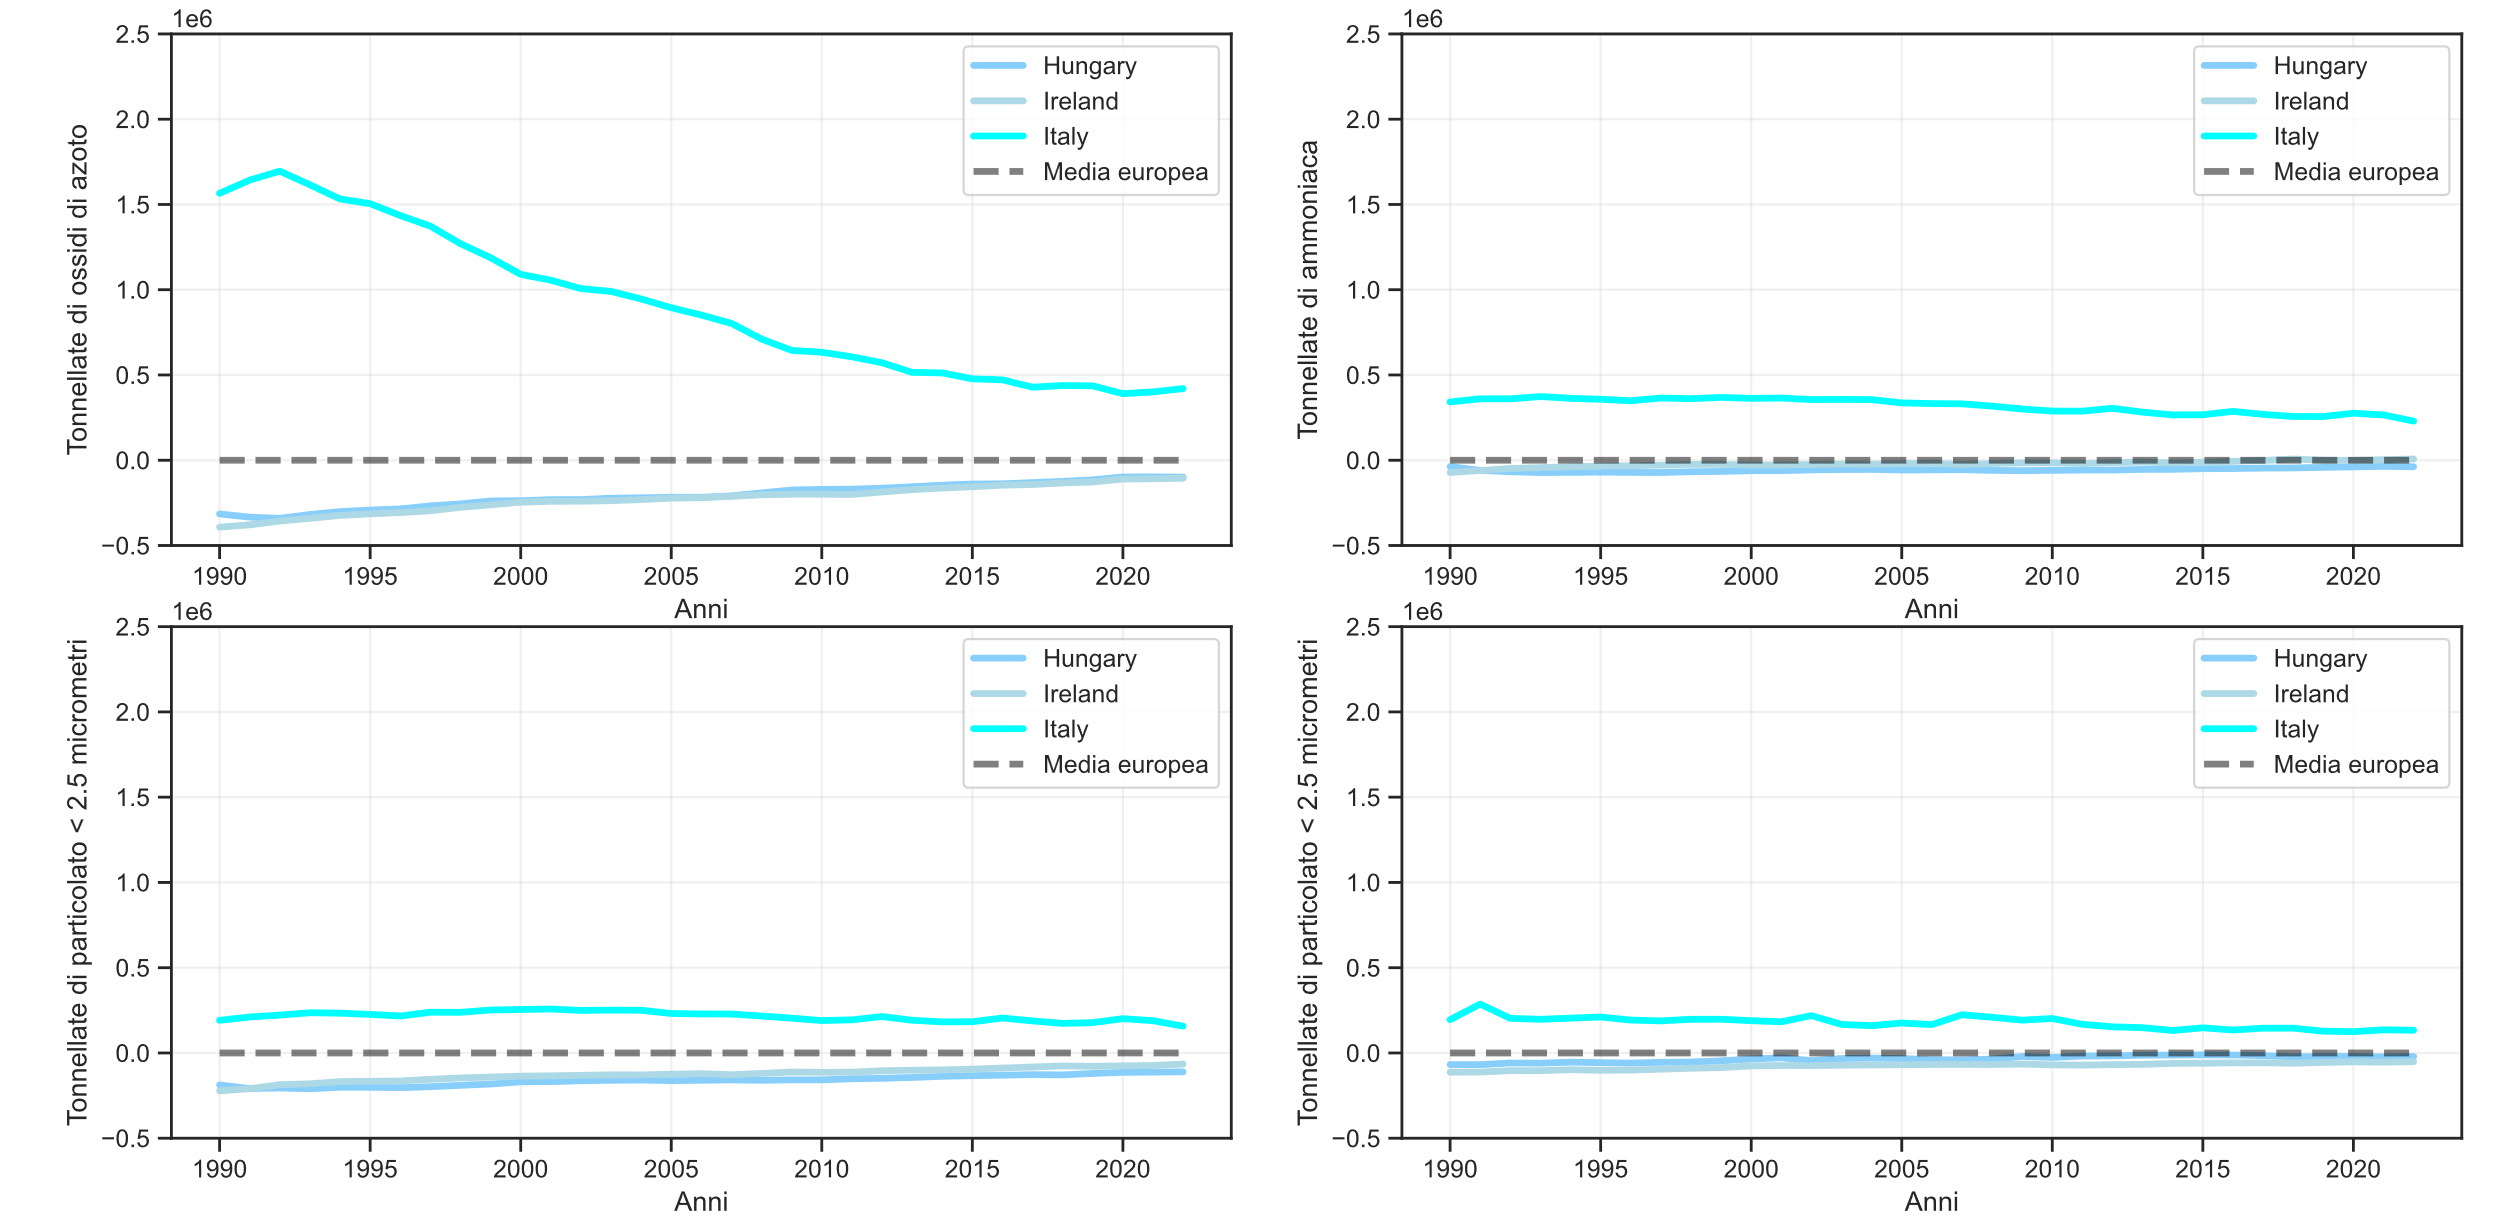 1e6
2.5
2.0
1.5
1.0
0.5
0.0
−0.5
Tonnellate di ossidi di azoto
Hungary
Ireland
Italy
Media europea
1990 1995 2000 2005 2010 2015 2020
Anni
1e6
2.5
2.0
1.5
1.0
0.5
0.0
−0.5
Tonnellate di ammoniaca
Hungary
Ireland
Italy
Media europea
1990 1995 2000 2005 2010 2015 2020
Anni
1e6
2.5
2.0
1.5
1.0
0.5
0.0
−0.5
Tonnellate di particolato < 2.5 micrometri
Hungary
Ireland
Italy
Media europea
1990 1995 2000 2005 2010 2015 2020
Anni
1e6
2.5
2.0
1.5
1.0
0.5
0.0
−0.5
Tonnellate di particolato < 2.5 micrometri
Hungary
Ireland
Italy
Media europea
1990 1995 2000 2005 2010 2015 2020
Anni